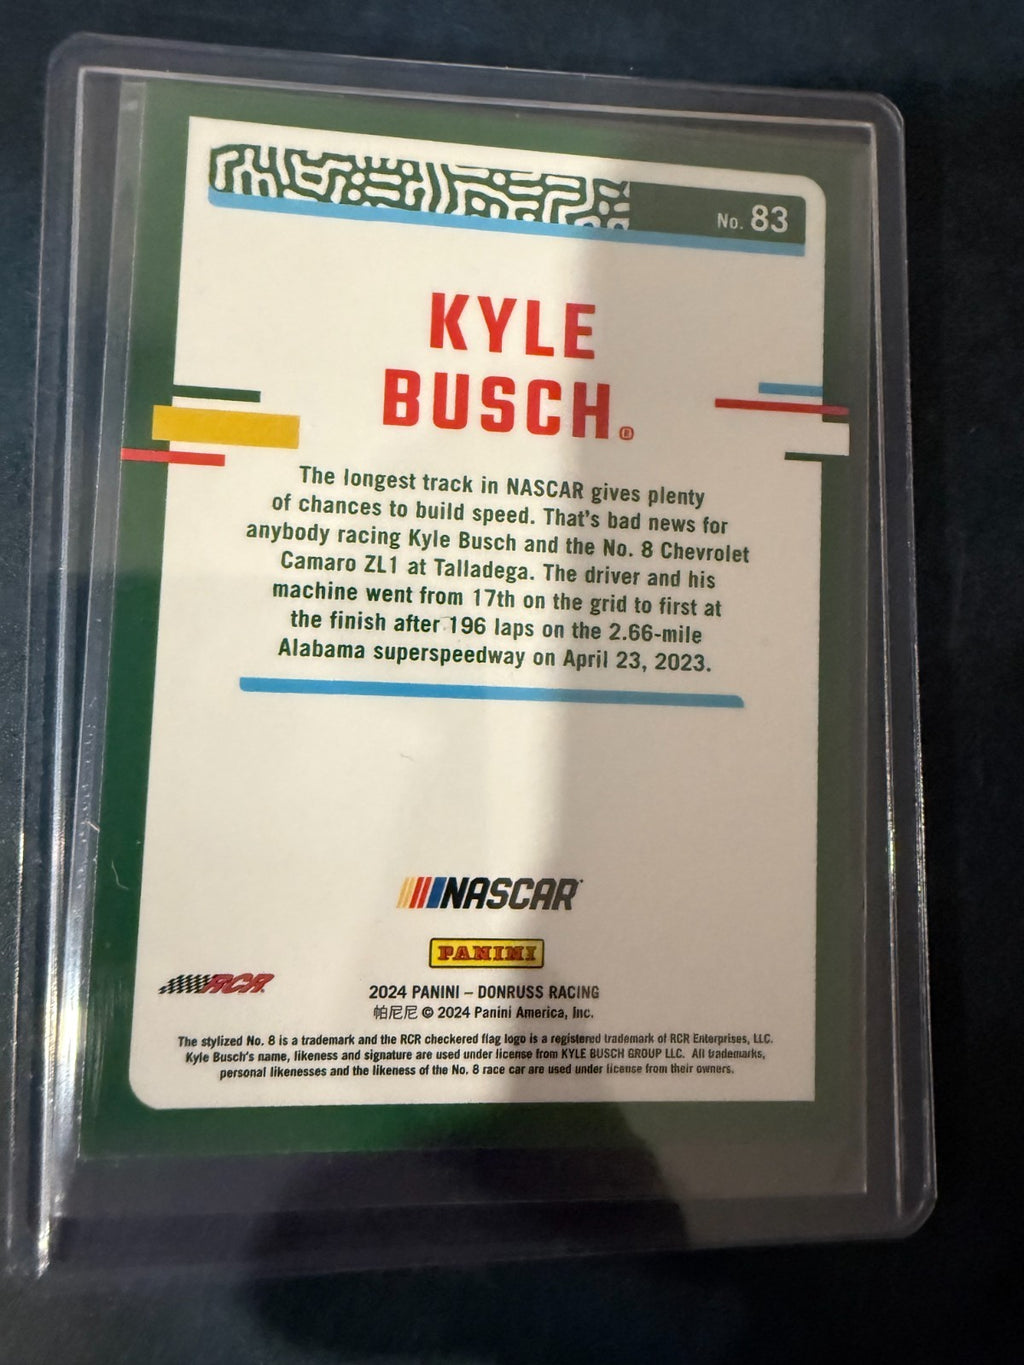 No. 83
KYLE
BUSCH®
The longest track in NASCAR gives plenty
of chances to build speed. That's bad news for
anybody racing Kyle Busch and the No. 8 Chevrolet
Camaro ZL1 at Talladega. The driver and his
machine went from 17th on the grid to first at
the finish after 196 laps on the 2.66-mile
Alabama superspeedway on April 23, 2023.
NASCAR
PANINI
RCR
2024 PANINI – DONRUSS RACING
帕尼尼 © 2024 Panini America, Inc.
The stylized No. 8 is a trademark and the RCR checkered flag logo is a registered trademark of RCR Enterprises, LLC.
Kyle Busch's name, likeness and signature are used under license from KYLE BUSCH GROUP LLC. All trademarks,
personal likenesses and the likeness of the No. 8 race car are used under license from their owners.